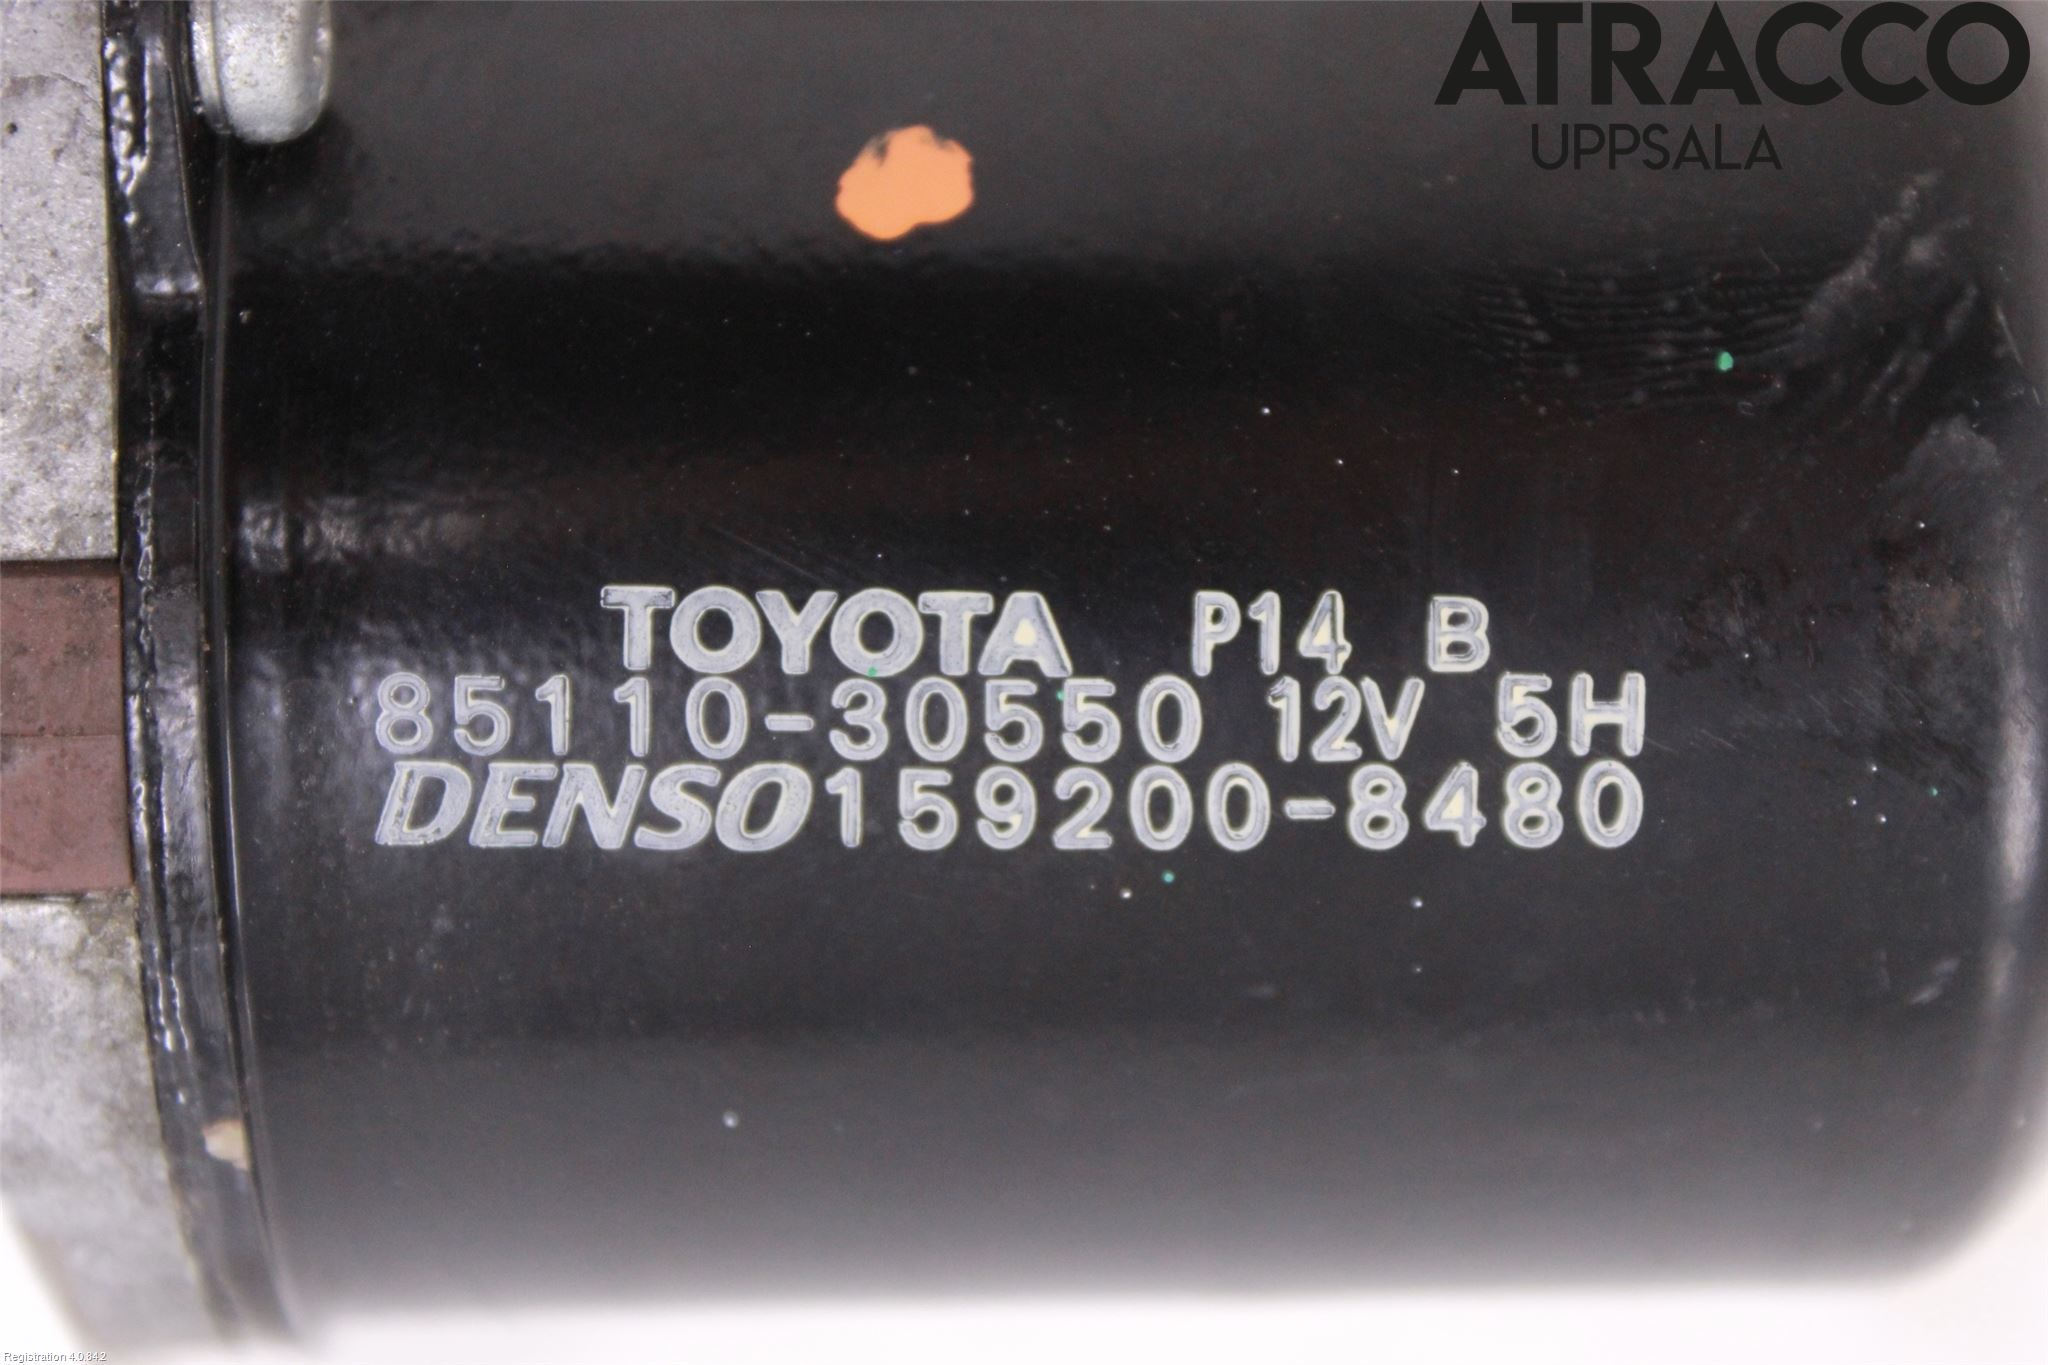 ATRACCO
UPPSALA
TOYOTA P14 B
85110-30550 12V 5H
DENSO 159200-8480
Registration 4.0.842